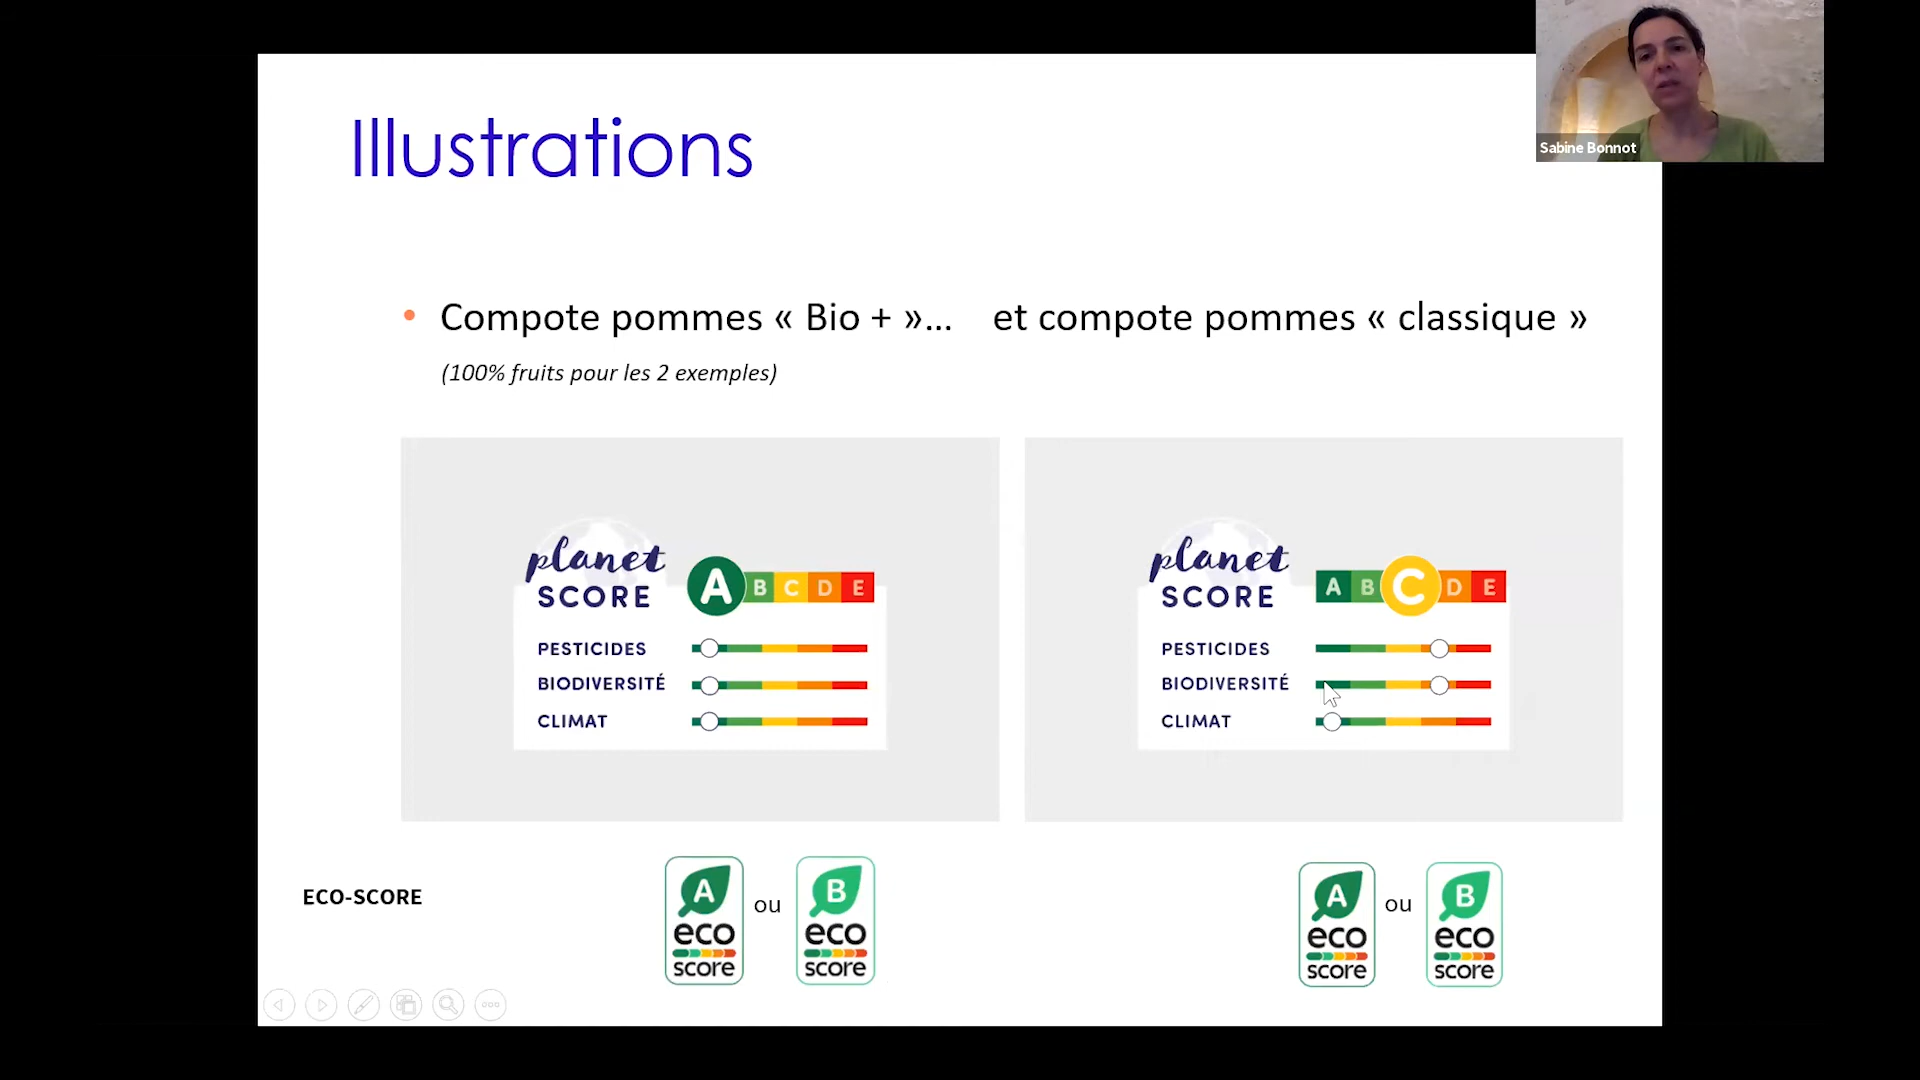 Sabine Bonnot
Illustrations
• Compote pommes « Bio + »... et compote pommes « classique »
(100% fruits pour les 2 exemples)
planet
SCORE
A B C D E
PESTICIDES
BIODIVERSITÉ
CLIMAT
planet
SCORE
A B C D E
PESTICIDES
BIODIVERSITÉ
CLIMAT
ECO-SCORE
A
eco
score
ou
B
eco
score
A
eco
score
ou
B
eco
score